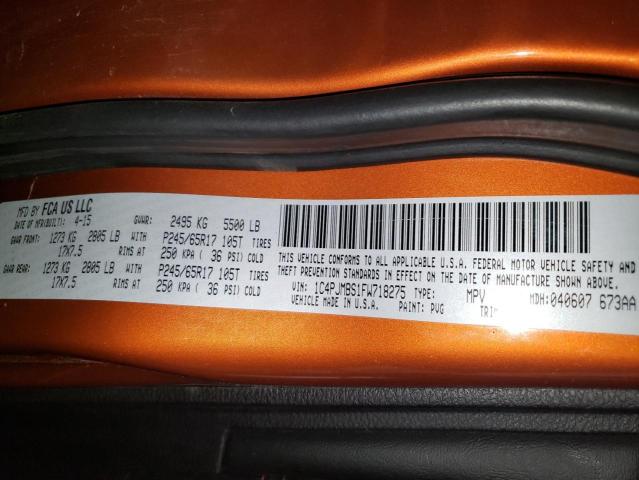 MFD BY FCA US LLC
DATE OF MFR(BUILT): 4-15 GVWR: 2495 KG 5500 LB
GAWR FRONT: 1273 KG 2805 LB WITH P245/65R17 105T TIRES
17X7.5 RIMS AT 250 KPA ( 36 PSI) COLD
GAWR REAR: 1273 KG 2805 LB WITH P245/65R17 105T TIRES
17X7.5 RIMS AT 250 KPA ( 36 PSI) COLD
THIS VEHICLE CONFORMS TO ALL APPLICABLE U.S.A. FEDERAL MOTOR VEHICLE SAFETY AND
THEFT PREVENTION STANDARDS IN EFFECT ON THE DATE OF MANUFACTURE SHOWN ABOVE.
VIN: 1C4PJMBS1FW718275 TYPE: MPV MDH:040607 673AA
VEHICLE MADE IN U.S.A. PAINT: PVG TRIM